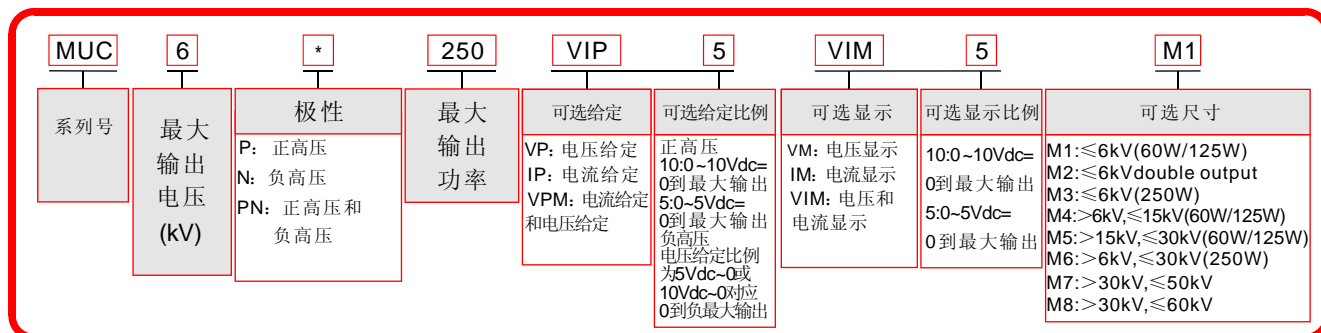 MUC 6 * 250 VIP 5 VIM 5 M1
系列号
最大
输出
电压
(kV)
极性
P: 正高压
N: 负高压
PN: 正高压和
负高压
最大
输出
功率
可选给定
VP: 电压给定
IP: 电流给定
VPM: 电流给定
和电压给定
可选给定比例
正高压
10:0~10Vdc=
0到最大输出
5:0~5Vdc=
0到最大输出
负高压
电压给定比例
为5Vdc~0或
10Vdc~0对应
0到负最大输出
可选显示
VM: 电压显示
IM: 电流显示
VIM: 电压和
电流显示
可选显示比例
10:0~10Vdc=
0到最大输出
5:0~5Vdc=
0到最大输出
可选尺寸
M1:≤6kV(60W/125W)
M2:≤6kVdouble output
M3:≤6kV(250W)
M4:>6kV,≤15kV(60W/125W)
M5:>15kV,≤30kV(60W/125W)
M6:>6kV,≤30kV(250W)
M7:>30kV,≤50kV
M8:>30kV,≤60kV